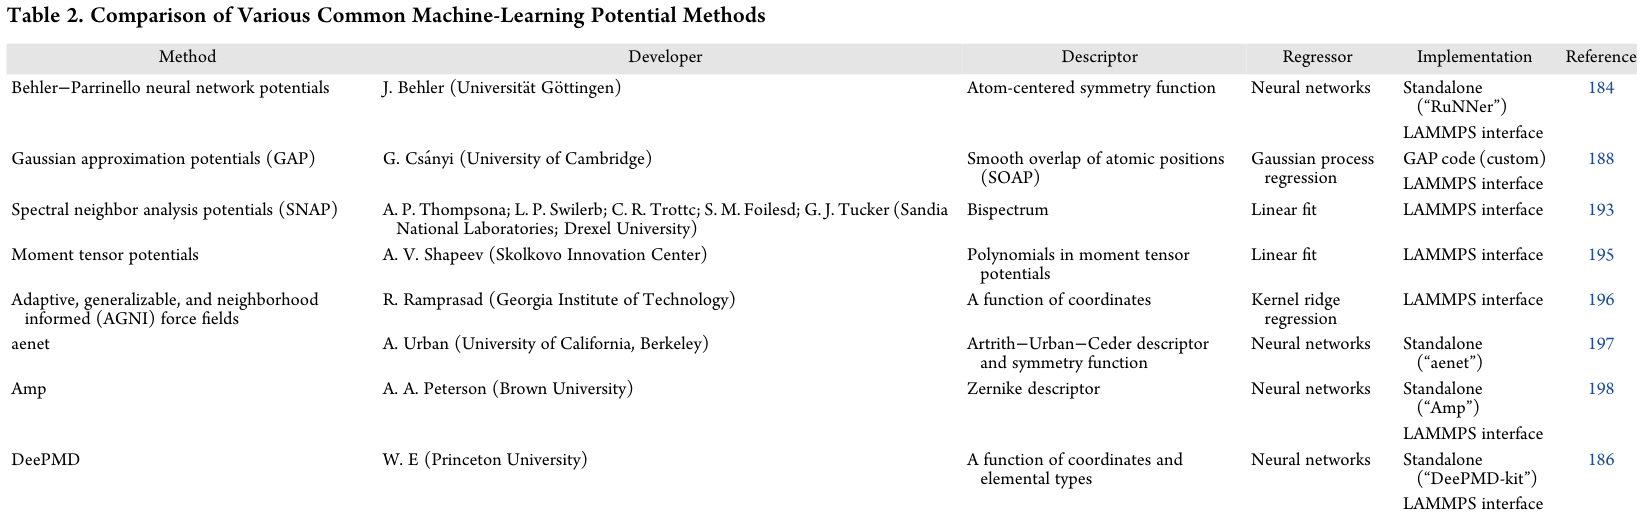 Table 2. Comparison of Various Common Machine-Learning Potential Methods
Method Developer Descriptor Regressor Implementation Reference
Behler−Parrinello neural network potentials J. Behler (Universität Göttingen) Atom-centered symmetry function Neural networks Standalone 184
(“RuNNer”)
LAMMPS interface
Gaussian approximation potentials (GAP) G. Csányi (University of Cambridge) Smooth overlap of atomic positions Gaussian process GAP code (custom) 188
(SOAP) regression LAMMPS interface
Spectral neighbor analysis potentials (SNAP) A. P. Thompsona; L. P. Swilerb; C. R. Trottc; S. M. Foilesd; G. J. Tucker (Sandia Bispectrum Linear fit LAMMPS interface 193
National Laboratories; Drexel University)
Moment tensor potentials A. V. Shapeev (Skolkovo Innovation Center) Polynomials in moment tensor Linear fit LAMMPS interface 195
potentials
Adaptive, generalizable, and neighborhood R. Ramprasad (Georgia Institute of Technology) A function of coordinates Kernel ridge LAMMPS interface 196
informed (AGNI) force fields regression
aenet A. Urban (University of California, Berkeley) Artrith−Urban−Ceder descriptor Neural networks Standalone 197
and symmetry function (“aenet”)
Amp A. A. Peterson (Brown University) Zernike descriptor Neural networks Standalone 198
(“Amp”)
LAMMPS interface
DeePMD W. E (Princeton University) A function of coordinates and Neural networks Standalone 186
elemental types (“DeePMD-kit”)
LAMMPS interface